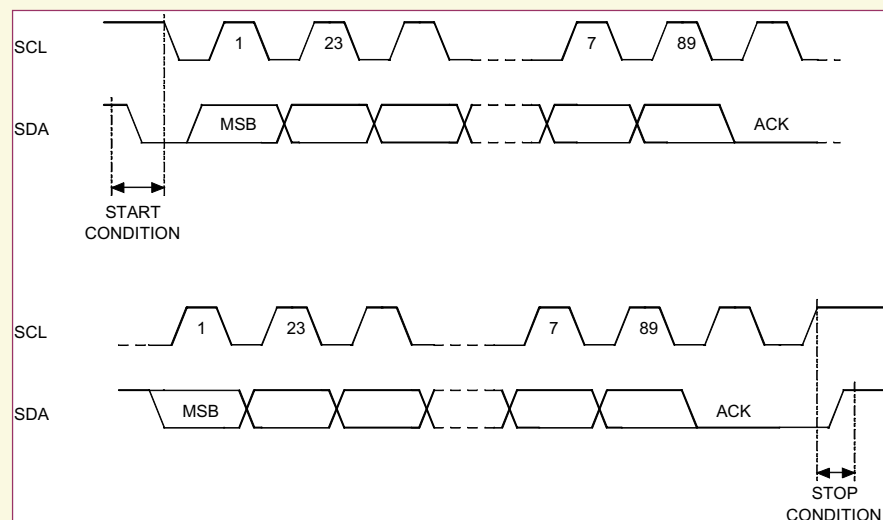 SCL 1 23 7 89
SDA MSB ACK
START
CONDITION
SCL 1 23 7 89
SDA MSB ACK
STOP
CONDITION